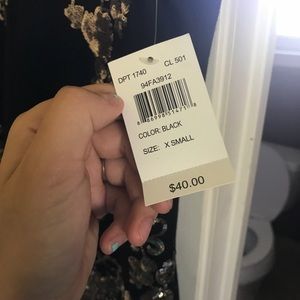 DPT 1740 CL 501
94FA3912
COLOR: BLACK
SIZE: X SMALL
$40.00